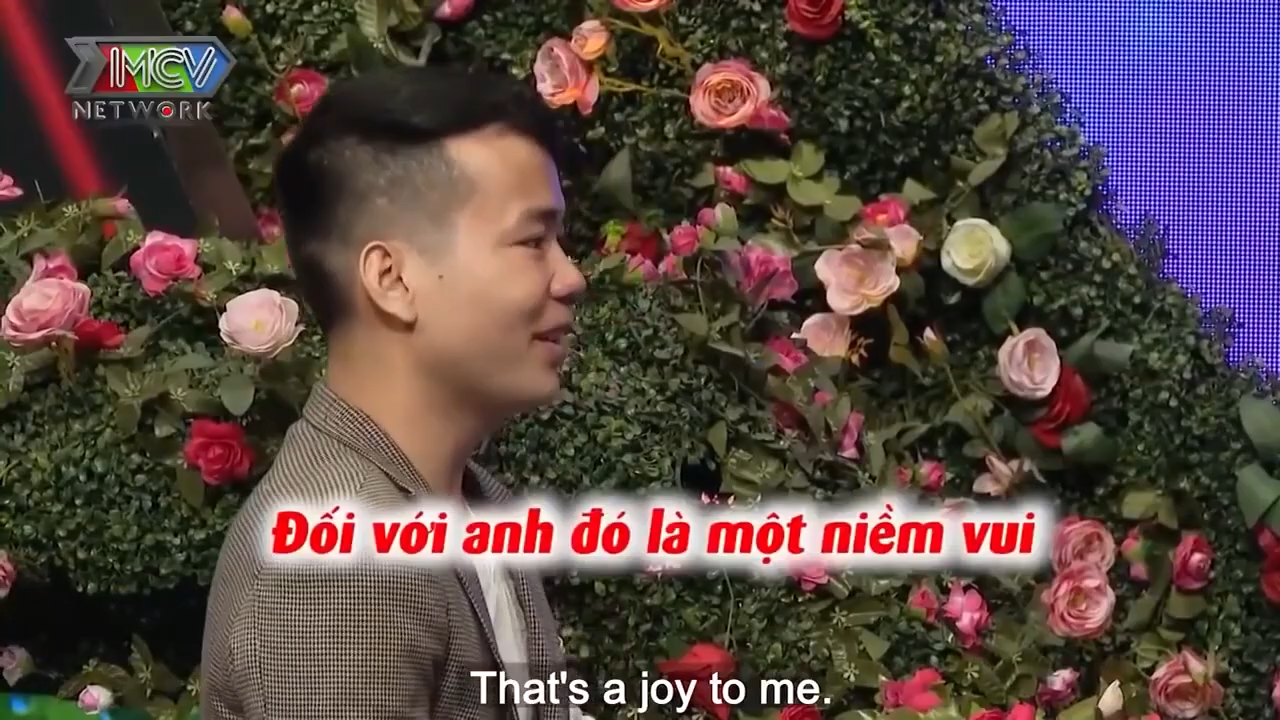 MCV
NETWORK
Đối với anh đó là một niềm vui
That's a joy to me.